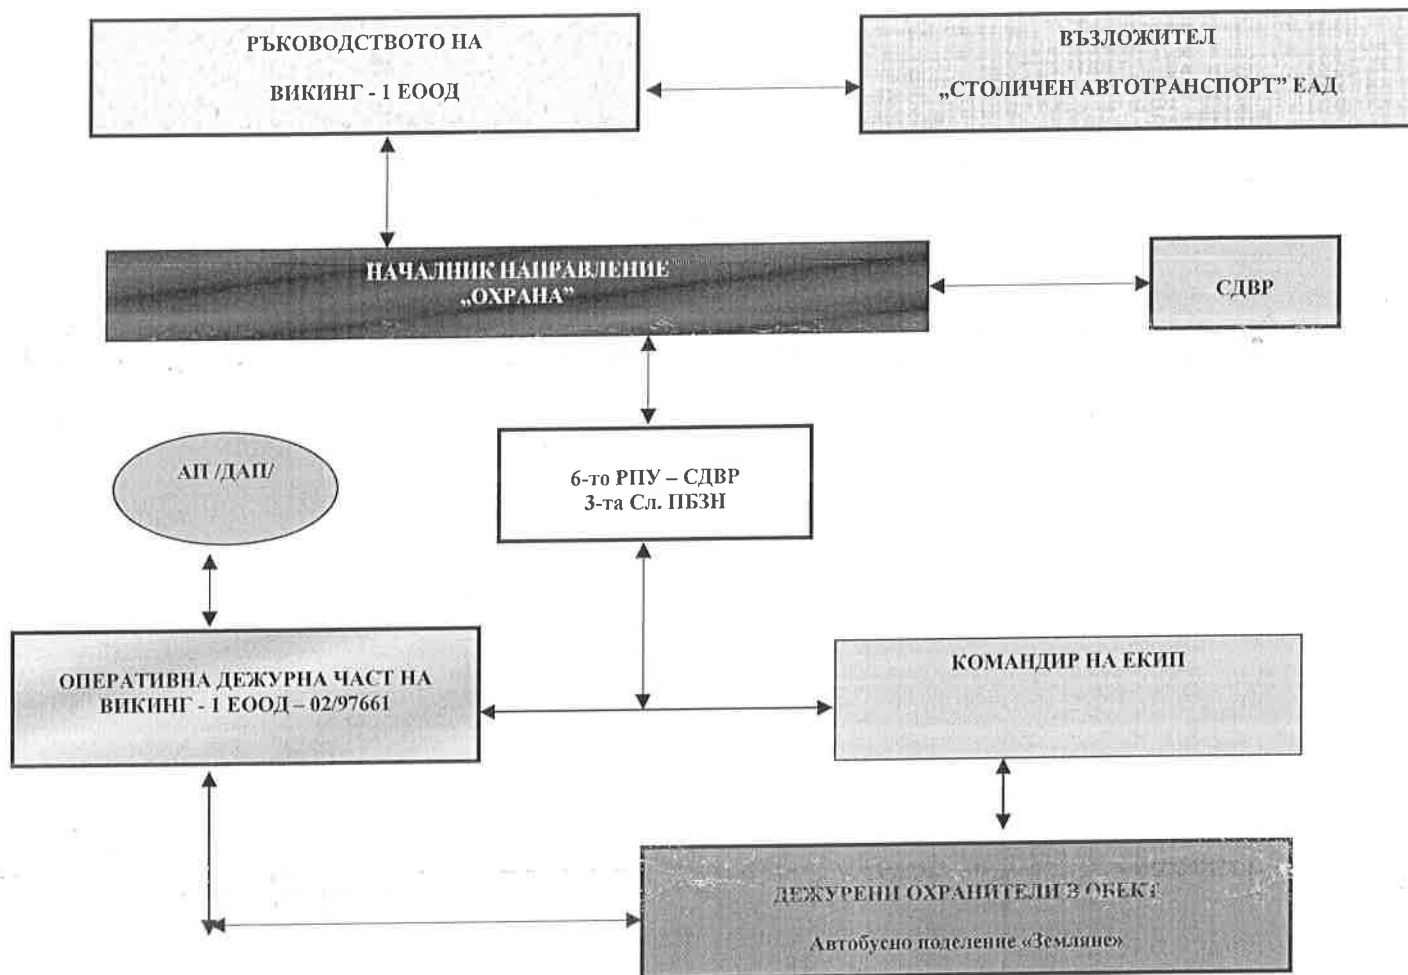 РЪКОВОДСТВОТО НА
ВИКИНГ - 1 ЕООД
ВЪЗЛОЖИТЕЛ
„СТОЛИЧЕН АВТОТРАНСПОРТ” ЕАД
НАЧАЛНИК НАПРАВЛЕНИЕ
„ОХРАНА”
СДВР
АП /ДАП/
6-то РПУ – СДВР
3-та Сл. ПБЗН
ОПЕРАТИВНА ДЕЖУРНА ЧАСТ НА
ВИКИНГ - 1 ЕООД – 02/97661
КОМАНДИР НА ЕКИП
ДЕЖУРЕНИ ОХРАНИТЕЛИ В ОБЕКТ
Автобусно поделение «Земляне»